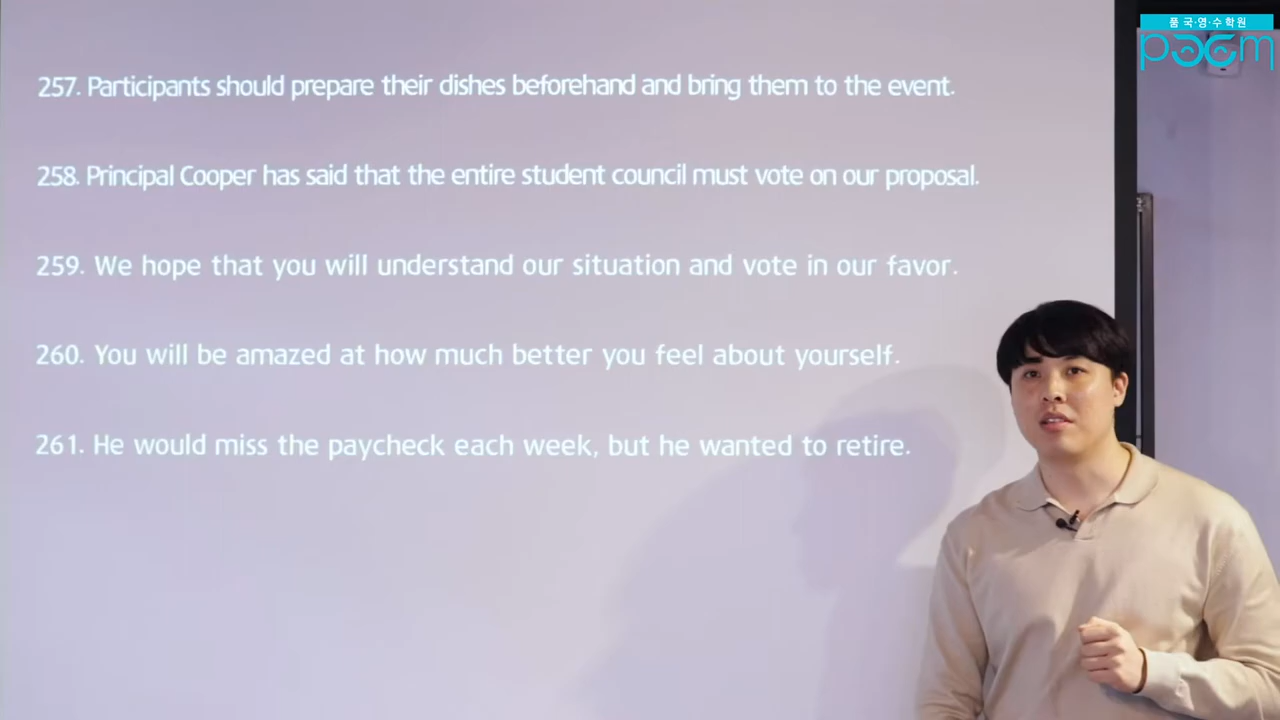 품 국·영·수학원
257. Participants should prepare their dishes beforehand and bring them to the event.
258. Principal Cooper has said that the entire student council must vote on our proposal.
259. We hope that you will understand our situation and vote in our favor.
260. You will be amazed at how much better you feel about yourself.
261. He would miss the paycheck each week, but he wanted to retire.